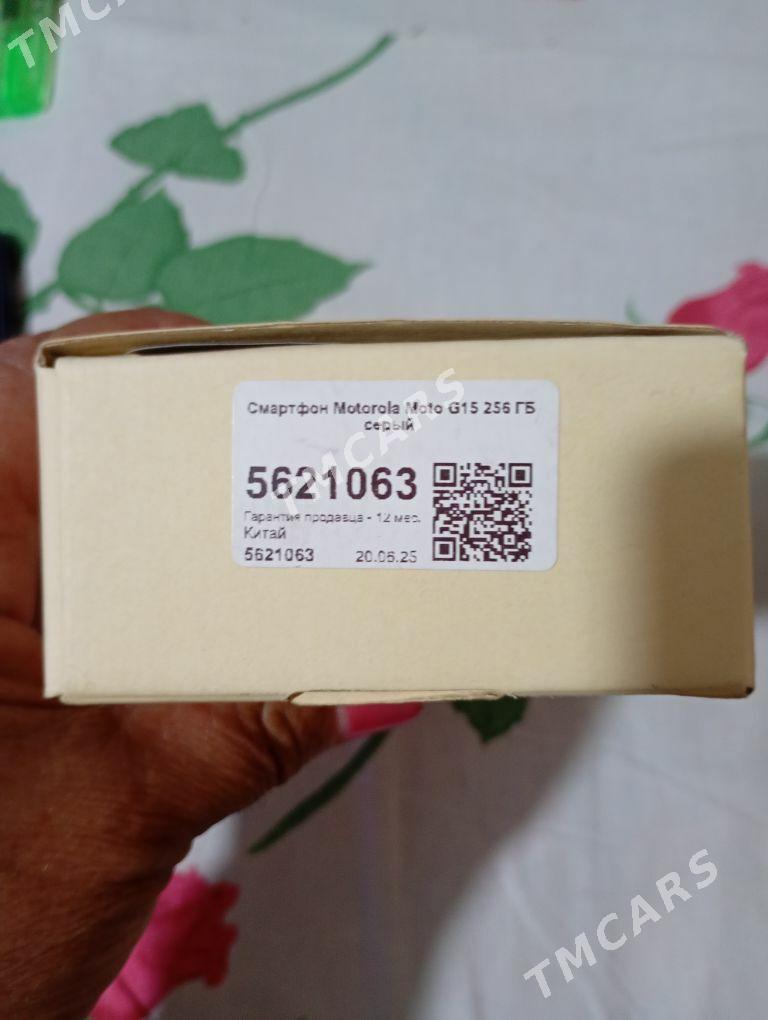 TMCARS
Смартфон Motorola Moto G15 256 ГБ
серый
TMCARS
5621063
Гарантия продавца - 12 мес.
Китай
5621063 20.06.25
TMCARS